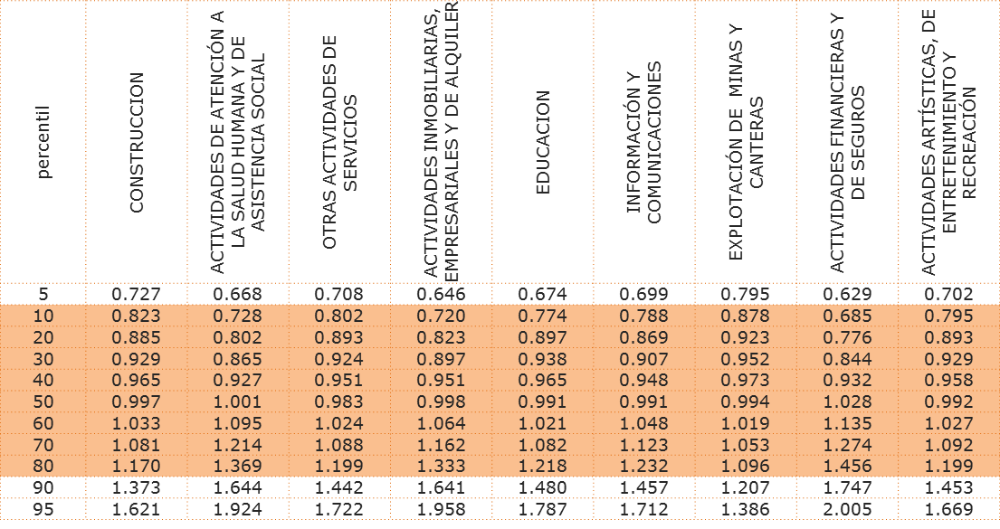 percentil
CONSTRUCCION
ACTIVIDADES DE ATENCIÓN A
LA SALUD HUMANA Y DE
ASISTENCIA SOCIAL
OTRAS ACTIVIDADES DE
SERVICIOS
ACTIVIDADES INMOBILIARIAS,
EMPRESARIALES Y DE ALQUILER
EDUCACION
INFORMACIÓN Y
COMUNICACIONES
EXPLOTACIÓN DE MINAS Y
CANTERAS
ACTIVIDADES FINANCIERAS Y
DE SEGUROS
ACTIVIDADES ARTÍSTICAS, DE
ENTRETENIMIENTO Y
RECREACIÓN
5 0.727 0.668 0.708 0.646 0.674 0.699 0.795 0.629 0.702
10 0.823 0.728 0.802 0.720 0.774 0.788 0.878 0.685 0.795
20 0.885 0.802 0.893 0.823 0.897 0.869 0.923 0.776 0.893
30 0.929 0.865 0.924 0.897 0.938 0.907 0.952 0.844 0.929
40 0.965 0.927 0.951 0.951 0.965 0.948 0.973 0.932 0.958
50 0.997 1.001 0.983 0.998 0.991 0.991 0.994 1.028 0.992
60 1.033 1.095 1.024 1.064 1.021 1.048 1.019 1.135 1.027
70 1.081 1.214 1.088 1.162 1.082 1.123 1.053 1.274 1.092
80 1.170 1.369 1.199 1.333 1.218 1.232 1.096 1.456 1.199
90 1.373 1.644 1.442 1.641 1.480 1.457 1.207 1.747 1.453
95 1.621 1.924 1.722 1.958 1.787 1.712 1.386 2.005 1.669